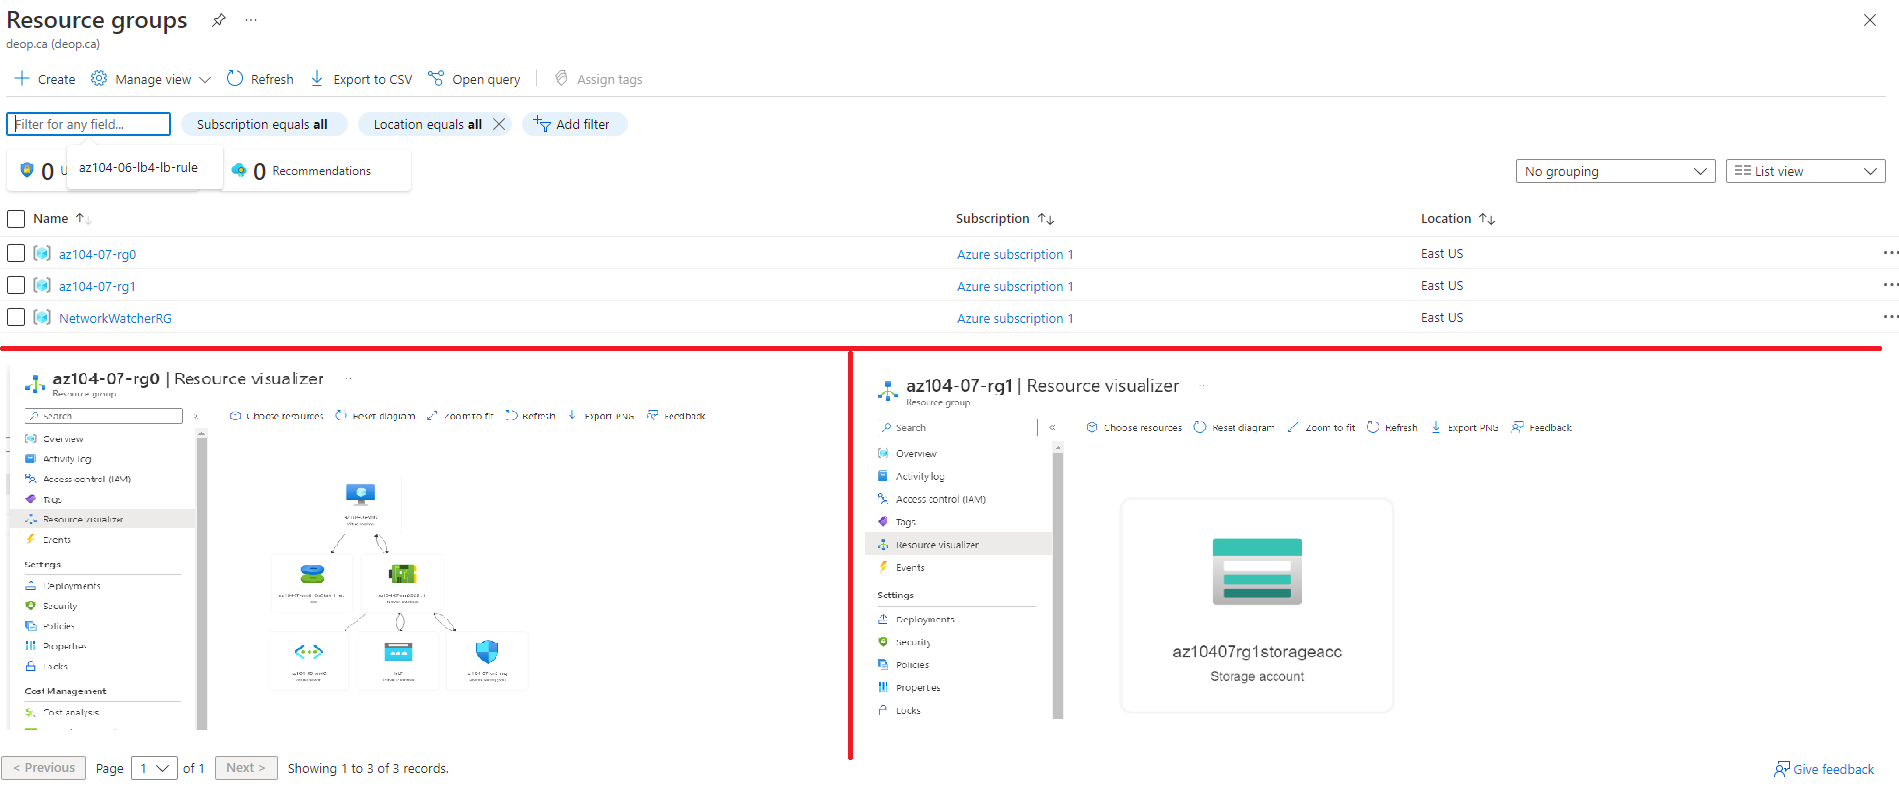 Resource groups
deop.ca (deop.ca)
Create Manage view Refresh Export to CSV Open query Assign tags
Filter for any field... Subscription equals all Location equals all Add filter
0 U az104-06-lb4-lb-rule 0 Recommendations No grouping List view
Name Subscription Location
az104-07-rg0 Azure subscription 1 East US
az104-07-rg1 Azure subscription 1 East US
NetworkWatcherRG Azure subscription 1 East US
az104-07-rg0 | Resource visualizer
Resource group
Search
Choose resources Reset diagram Zoom to fit Refresh Export PNG Feedback
Overview
Activity log
Access control (IAM)
Tags
Resource visualizer
Events
Settings
Deployments
Security
Policies
Properties
Locks
Cost Management
Cost analysis
az104-07-rg1 | Resource visualizer
Resource group
Search
Choose resources Reset diagram Zoom to fit Refresh Export PNG Feedback
Overview
Activity log
Access control (IAM)
Tags
Resource visualizer
Events
Settings
Deployments
Security
Policies
Properties
Locks
az10407rg1storageacc
Storage account
< Previous Page 1 of 1 Next > Showing 1 to 3 of 3 records.
Give feedback